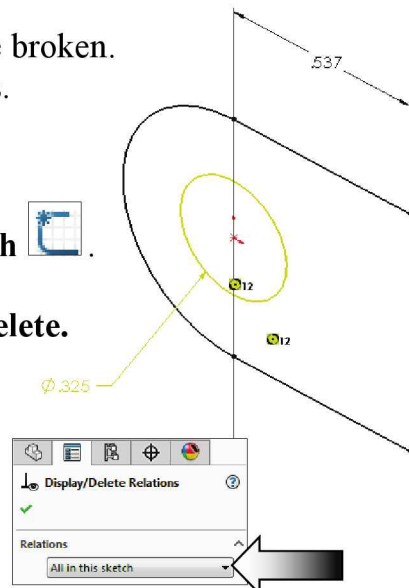 broken.
.537
h
.
elete.
12
12
Ø.325
Display/Delete Relations
?
Relations
All in this sketch